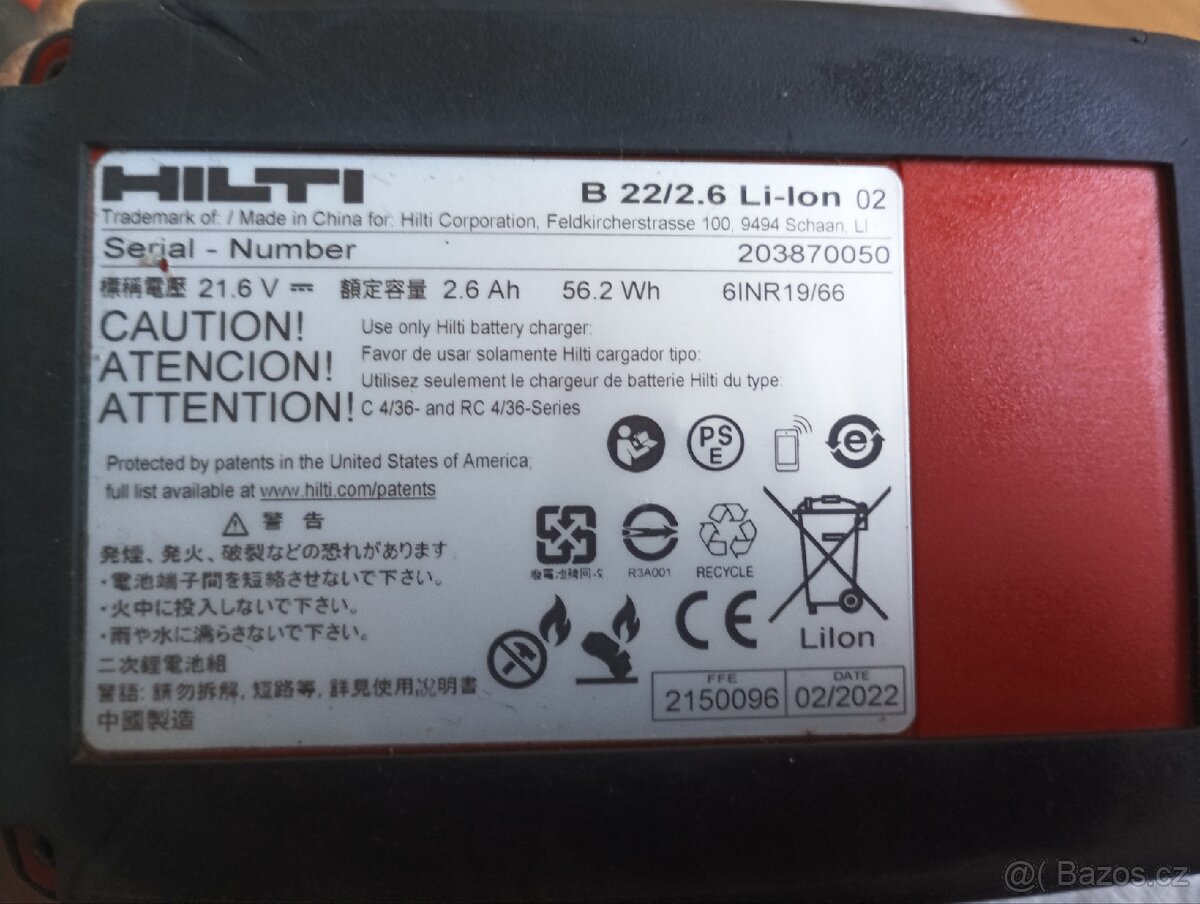 HILTI
B 22/2.6 Li-Ion 02
Trademark of: / Made in China for: Hilti Corporation, Feldkircherstrasse 100, 9494 Schaan, LI
Serial - Number
203870050
標稱電壓 21.6 V 額定容量 2.6 Ah 56.2 Wh 6INR19/66
CAUTION!
ATENCION!
ATTENTION!
Use only Hilti battery charger:
Favor de usar solamente Hilti cargador tipo:
Utilisez seulement le chargeur de batterie Hilti du type:
C 4/36- and RC 4/36-Series
PS
E
e
Protected by patents in the United States of America;
full list available at www.hilti.com/patents
警 告
発煙、発火、破裂などの恐れがあります
・電池端子間を短絡させないで下さい。
・火中に投入しないで下さい。
・雨や水に濡らさないで下さい。
二次鋰電池組
警語: 請勿拆解, 短路等, 詳見使用說明書
中國製造
R3A001
RECYCLE
CE
LiIon
FFE
2150096
DATE
02/2022
@( Bazos.cz